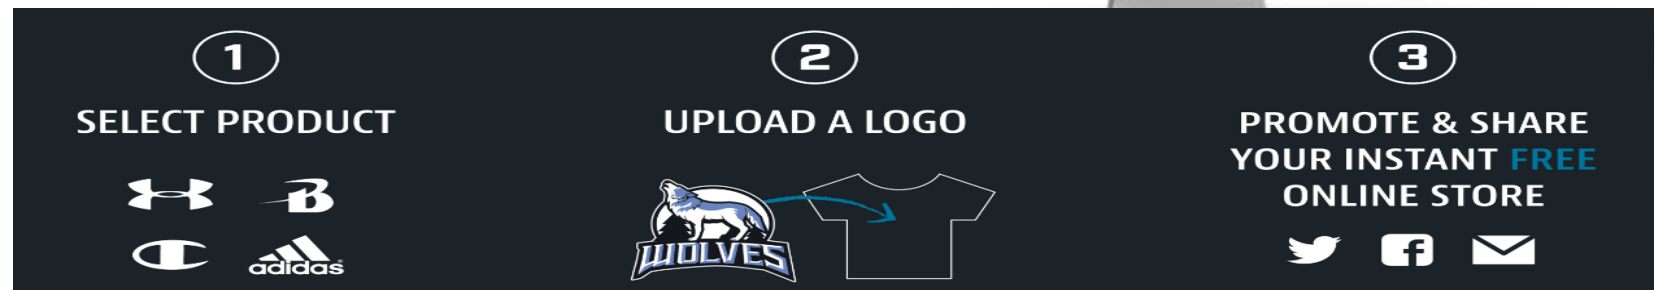 1
SELECT PRODUCT
B
C
adidas
2
UPLOAD A LOGO
WOLVES
3
PROMOTE & SHARE
YOUR INSTANT FREE
ONLINE STORE
f